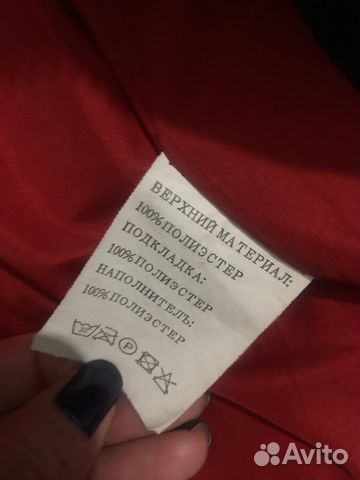 ВЕРХНИЙ МАТЕРИАЛ:
100% ПОЛИЭСТЕР
ПОДКЛАДКА:
100% ПОЛИЭСТЕР
НАПОЛНИТЕЛЬ:
100% ПОЛИЭСТЕР
P
Avito